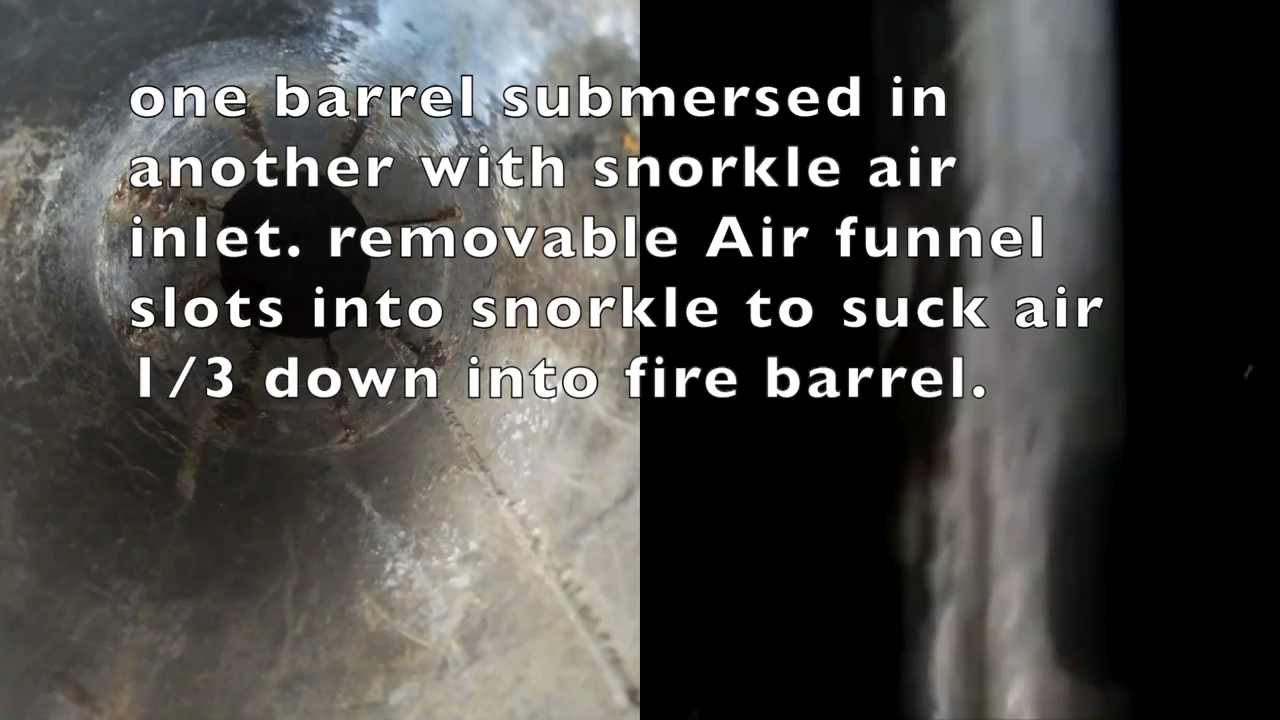 one barrel submersed in
another with snorkle air
inlet. removable Air funnel
slots into snorkle to suck air
1/3 down into fire barrel.